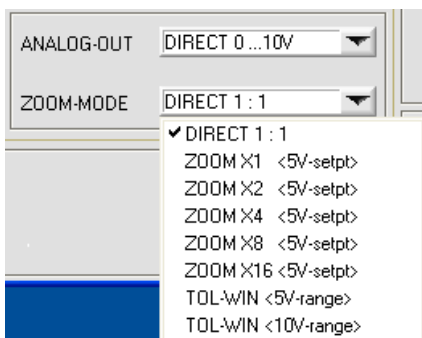 ANALOG-OUT DIRECT 0 ...10V
ZOOM-MODE DIRECT 1 : 1
✔DIRECT 1 : 1
ZOOM X1 <5V-setpt>
ZOOM X2 <5V-setpt>
ZOOM X4 <5V-setpt>
ZOOM X8 <5V-setpt>
ZOOM X16 <5V-setpt>
TOL-WIN <5V-range>
TOL-WIN <10V-range>